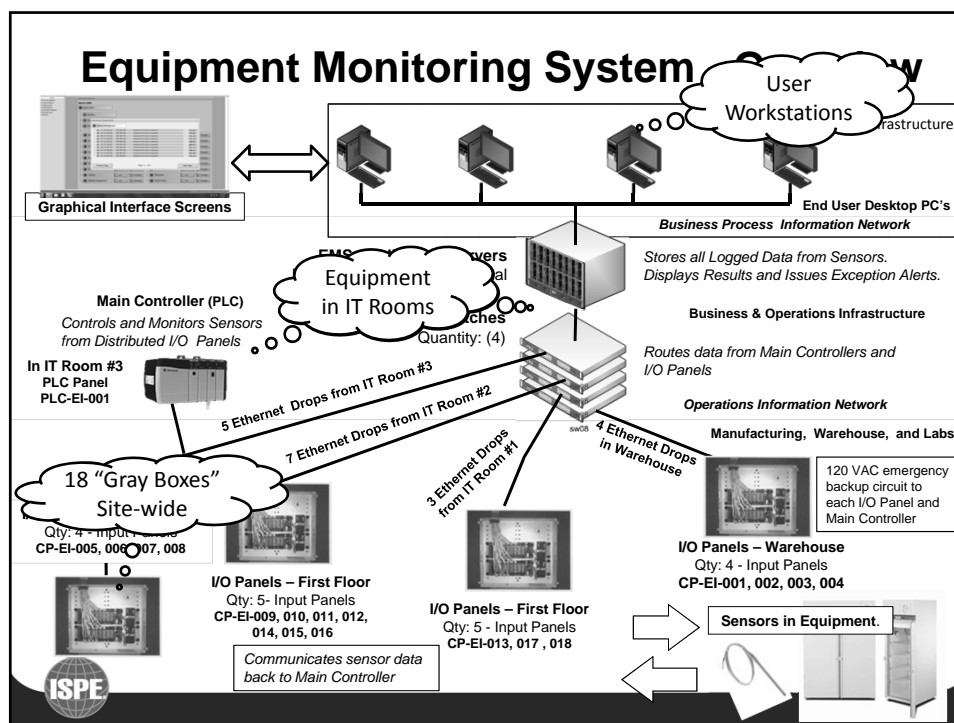 Equipment Monitoring System
User
Workstations
Graphical Interface Screens
End User Desktop PC's
Business Process Information Network
Stores all Logged Data from Sensors.
Displays Results and Issues Exception Alerts.
Equipment
in IT Rooms
Quantity: (4)
Main Controller (PLC)
Controls and Monitors Sensors
from Distributed I/O Panels
Business & Operations Infrastructure
Routes data from Main Controllers and
I/O Panels
In IT Room #3
PLC Panel
PLC-EI-001
5 Ethernet Drops from IT Room #3
7 Ethernet Drops from IT Room #2
3 Ethernet Drops
from IT Room #1
4 Ethernet Drops
in Warehouse
sw08
Operations Information Network
Manufacturing, Warehouse, and Labs
120 VAC emergency
backup circuit to
each I/O Panel and
Main Controller
18 “Gray Boxes”
Site-wide
Qty: 4 - Input Panels
CP-EI-005, 006, 007, 008
I/O Panels – First Floor
Qty: 5- Input Panels
CP-EI-009, 010, 011, 012,
014, 015, 016
I/O Panels – First Floor
Qty: 5 - Input Panels
CP-EI-013, 017 , 018
I/O Panels – Warehouse
Qty: 4 - Input Panels
CP-EI-001, 002, 003, 004
Sensors in Equipment.
Communicates sensor data
back to Main Controller
ISPE